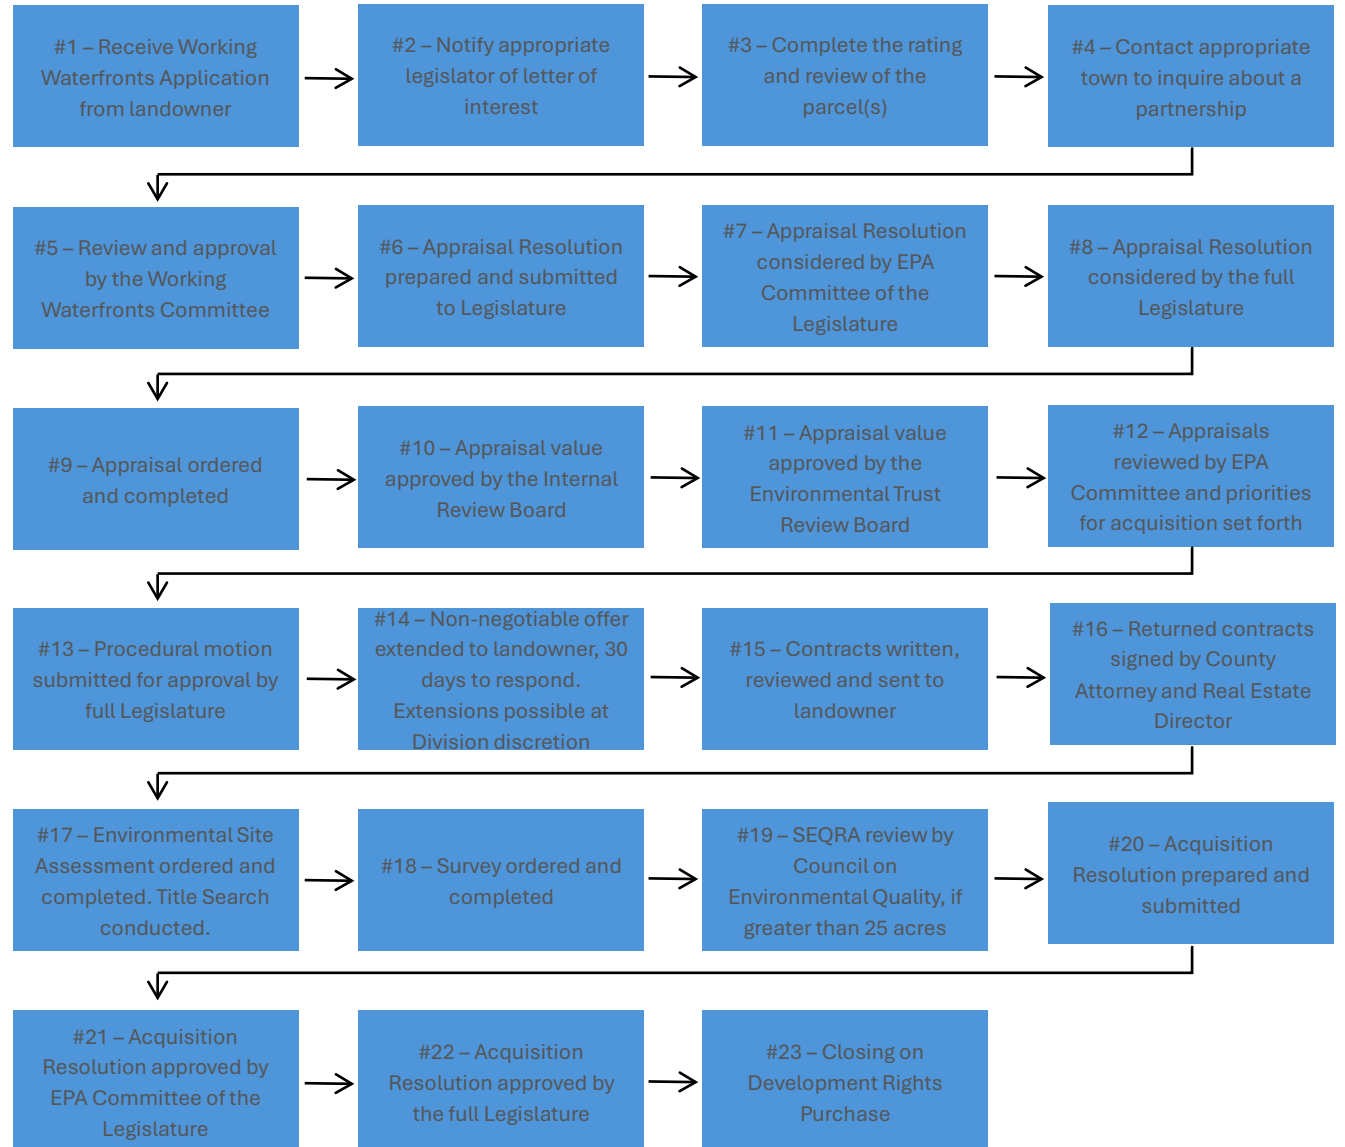 #1 – Receive Working
Waterfronts Application
from landowner
#2 – Notify appropriate
legislator of letter of
interest
#3 – Complete the rating
and review of the
parcel(s)
#4 – Contact appropriate
town to inquire about a
partnership
#5 – Review and approval
by the Working
Waterfronts Committee
#6 – Appraisal Resolution
prepared and submitted
to Legislature
#7 – Appraisal Resolution
considered by EPA
Committee of the
Legislature
#8 – Appraisal Resolution
considered by the full
Legislature
#9 – Appraisal ordered
and completed
#10 – Appraisal value
approved by the Internal
Review Board
#11 – Appraisal value
approved by the
Environmental Trust
Review Board
#12 – Appraisals
reviewed by EPA
Committee and priorities
for acquisition set forth
#13 – Procedural motion
submitted for approval by
full Legislature
#14 – Non-negotiable offer
extended to landowner, 30
days to respond.
Extensions possible at
Division discretion
#15 – Contracts written,
reviewed and sent to
landowner
#16 – Returned contracts
signed by County
Attorney and Real Estate
Director
#17 – Environmental Site
Assessment ordered and
completed. Title Search
conducted.
#18 – Survey ordered and
completed
#19 – SEQRA review by
Council on
Environmental Quality, if
greater than 25 acres
#20 – Acquisition
Resolution prepared and
submitted
#21 – Acquisition
Resolution approved by
EPA Committee of the
Legislature
#22 – Acquisition
Resolution approved by
the full Legislature
#23 – Closing on
Development Rights
Purchase